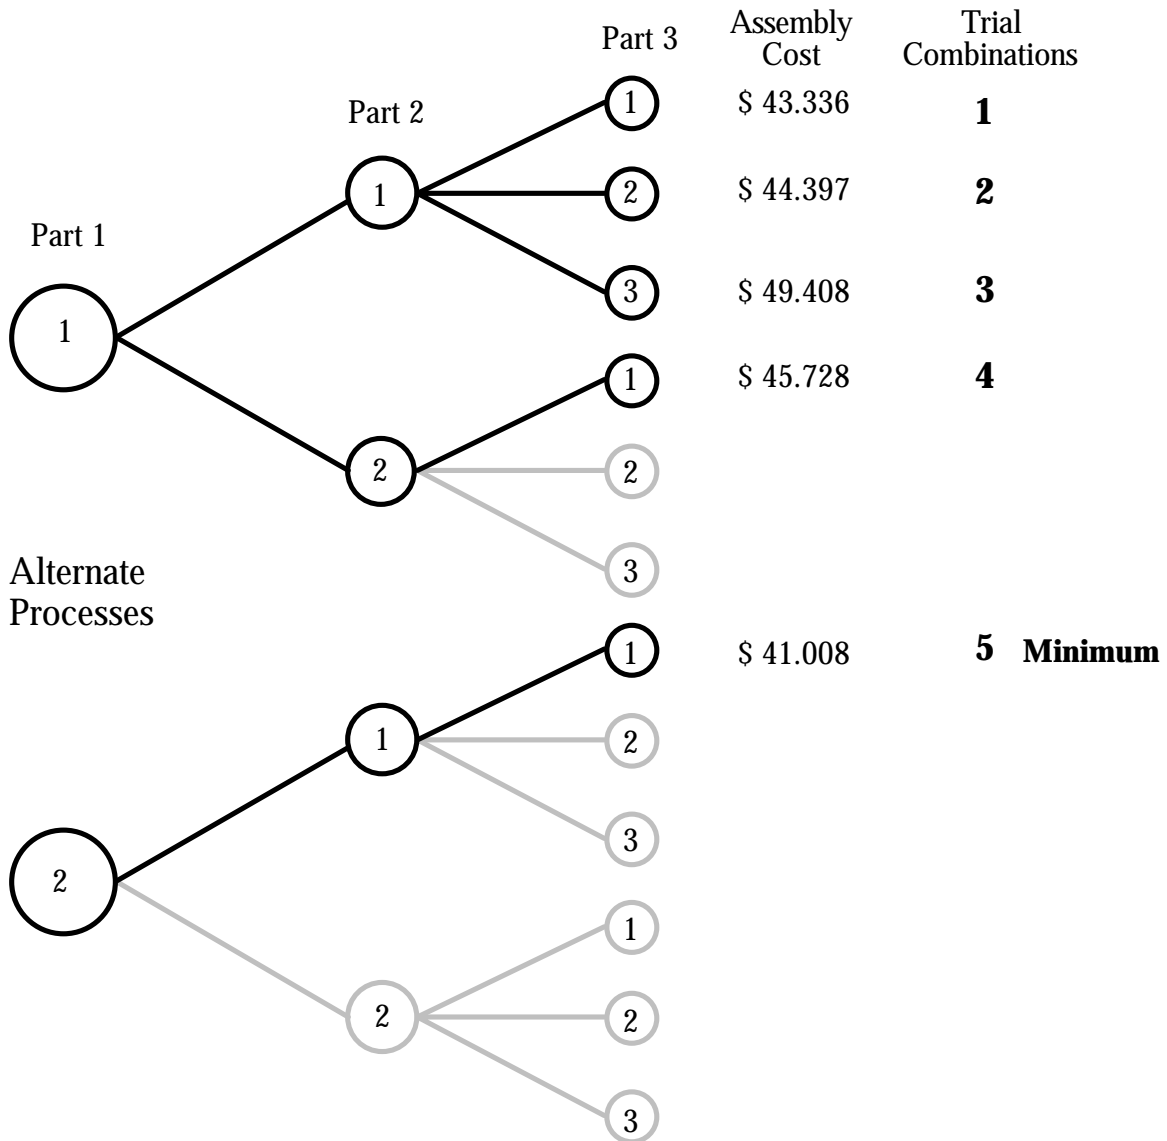 Part 3
Assembly
Cost
Trial
Combinations
Part 2
1
$ 43.336
1
1
2
$ 44.397
2
Part 1
1
3
$ 49.408
3
1
$ 45.728
4
2
2
3
Alternate
Processes
1
$ 41.008
5 Minimum
1
2
3
2
1
2
2
3